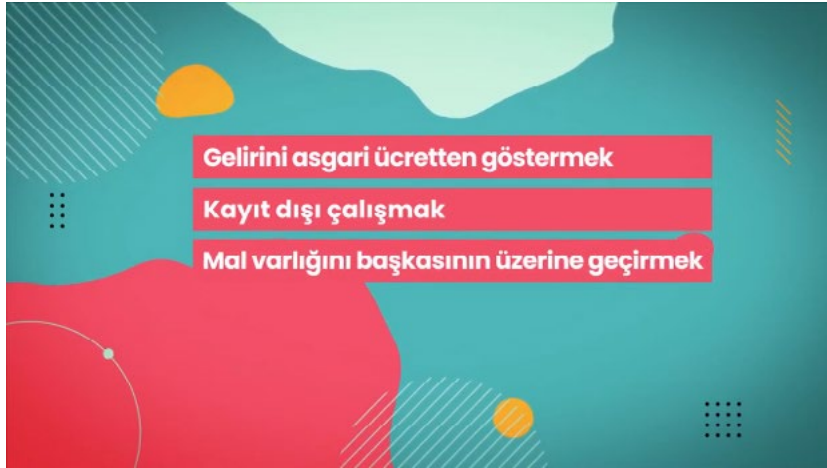 Gelirini asgari ücretten göstermek
Kayıt dışı çalışmak
Mal varlığını başkasının üzerine geçirmek